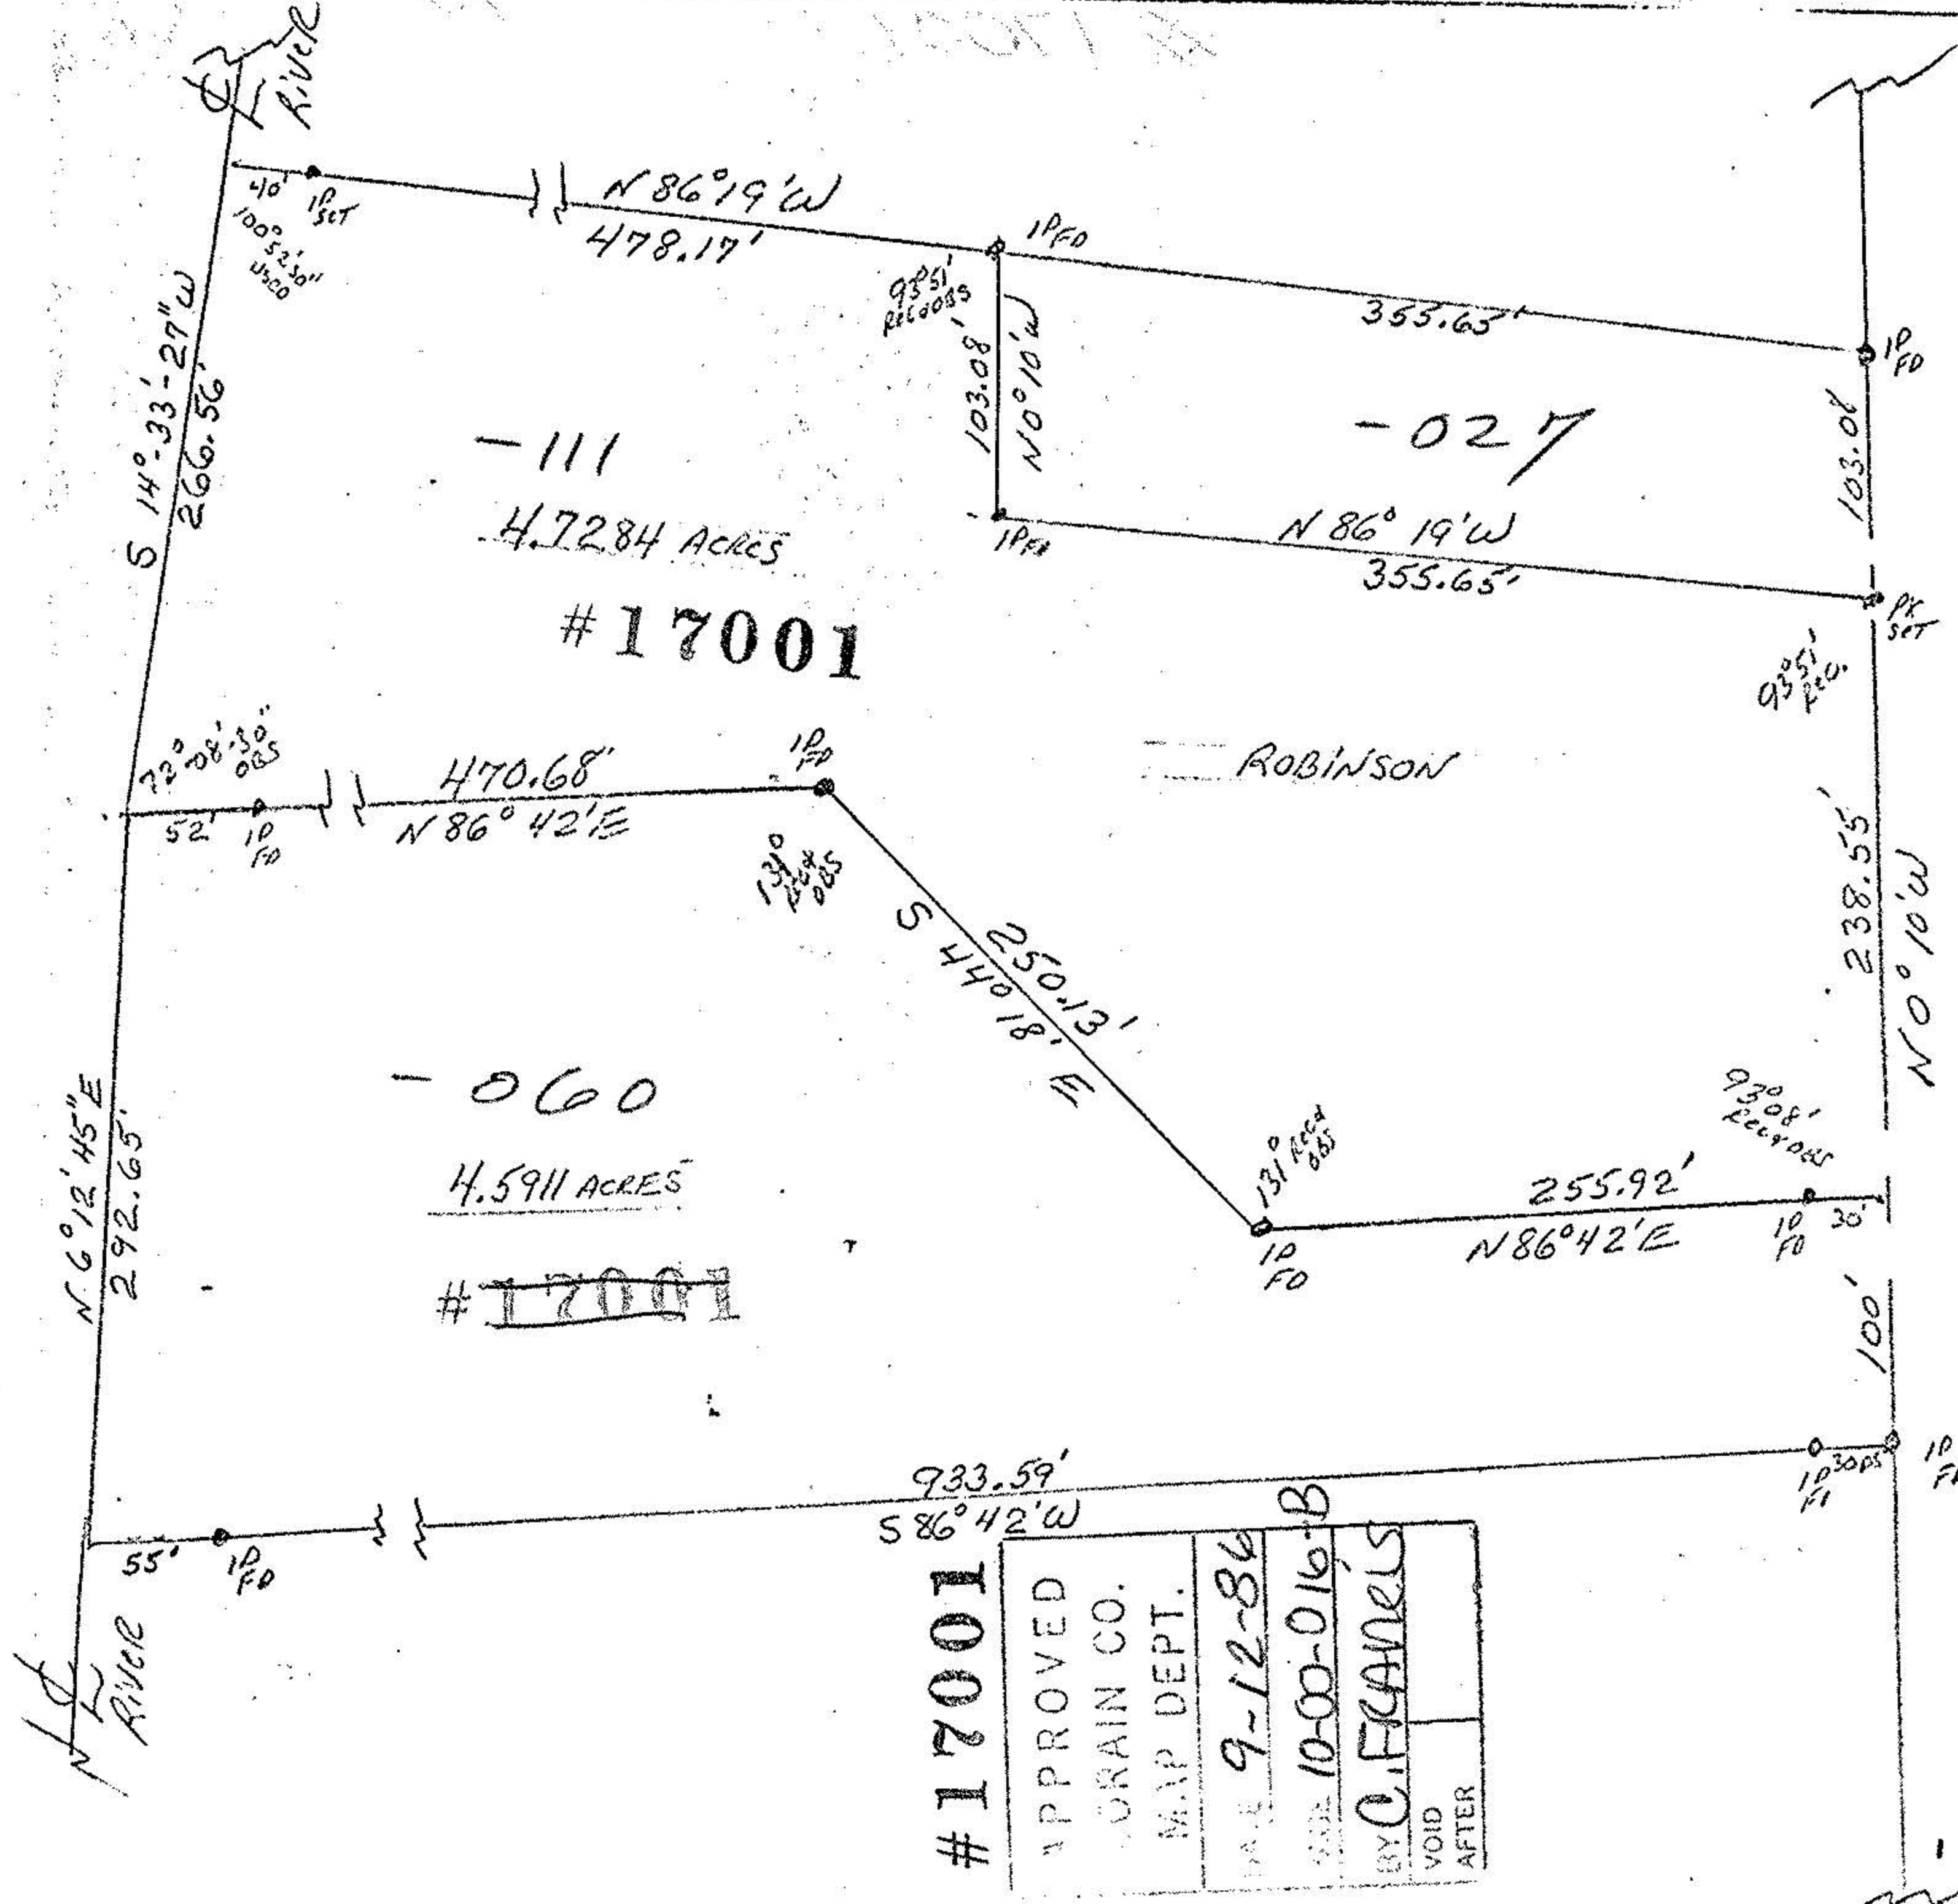 RIVER
40'
IP SET
100° 52' 30" USED
N 86° 19' W
478.17'
IP FD
355.65'
IP FD
S 14°-33'-27" W
266.56'
93° 51' REC & OBS
103.08'
N 0° 10' W
-111
4.7284 ACRES
#17001
-027
103.08'
IP FD
N 86° 19' W
355.65'
PK SET
93° 51' REC.
72°-08'-30" OBS
52'
IP FD
470.68'
N 86° 42' E
IP FD
131° REC & OBS
ROBINSON
S 44° 18' E
250.13'
238.55'
N 0° 10' W
N 6° 12' 45" E
292.65'
-060
4.5911 ACRES
#17001
131° REC & OBS
IP FD
255.92'
N 86° 42' E
93° 08' REC & OBS
IP FD
30'
100'
55'
IP FD
933.59'
S 86° 42' W
IP
IP
RIVER
#17001
APPROVED
LORAIN CO.
MAP DEPT.
DATE 9-12-86
10-00-016-B
BY C. FRANCIS
VOID
AFTER